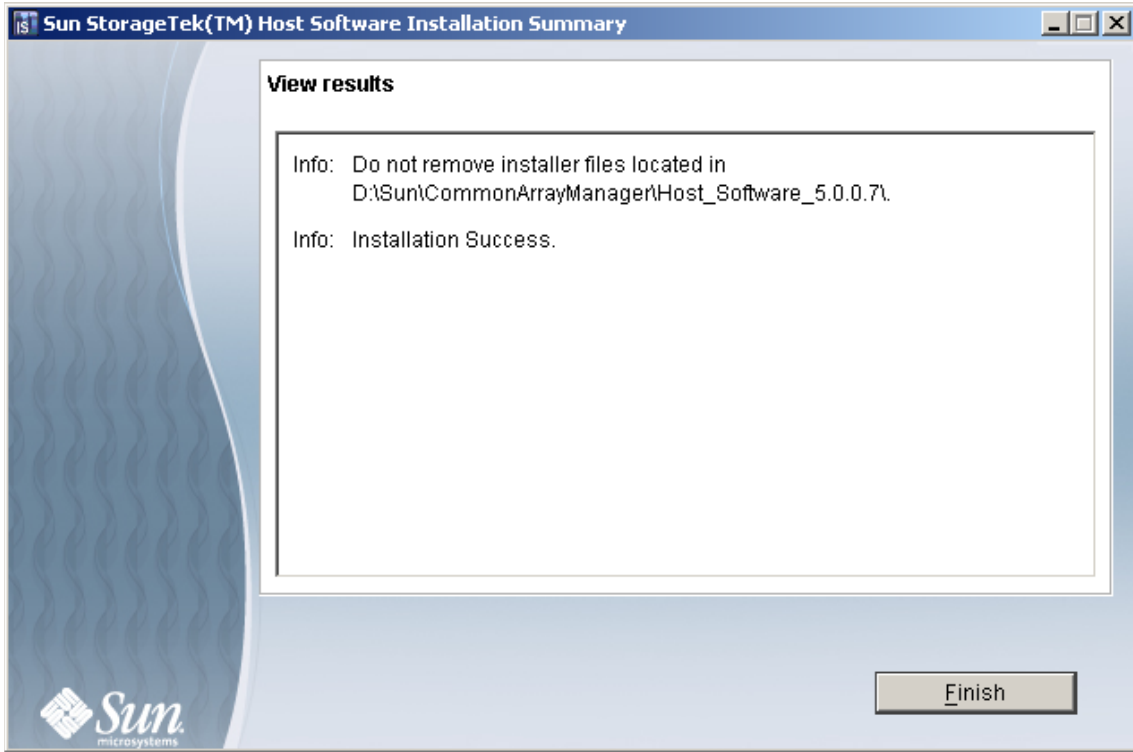 Sun StorageTek(TM) Host Software Installation Summary
View results
Info: Do not remove installer files located in
D:\Sun\CommonArrayManager\Host_Software_5.0.0.7\.
Info: Installation Success.
Finish
Sun
microsystems